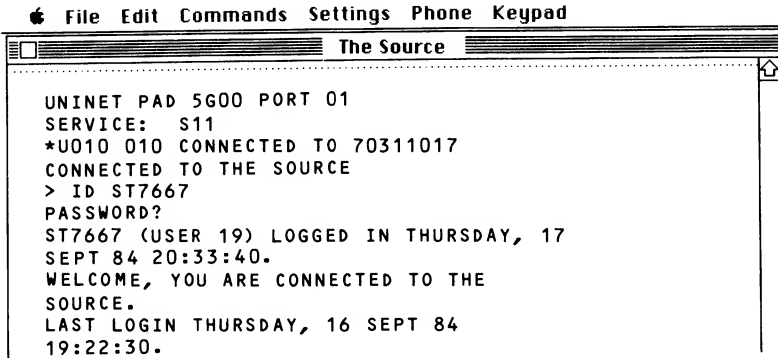 File Edit Commands Settings Phone Keypad
The Source
UNINET PAD 5G00 PORT 01
SERVICE: S11
*U010 010 CONNECTED TO 70311017
CONNECTED TO THE SOURCE
> ID ST7667
PASSWORD?
ST7667 (USER 19) LOGGED IN THURSDAY, 17
SEPT 84 20:33:40.
WELCOME, YOU ARE CONNECTED TO THE
SOURCE.
LAST LOGIN THURSDAY, 16 SEPT 84
19:22:30.